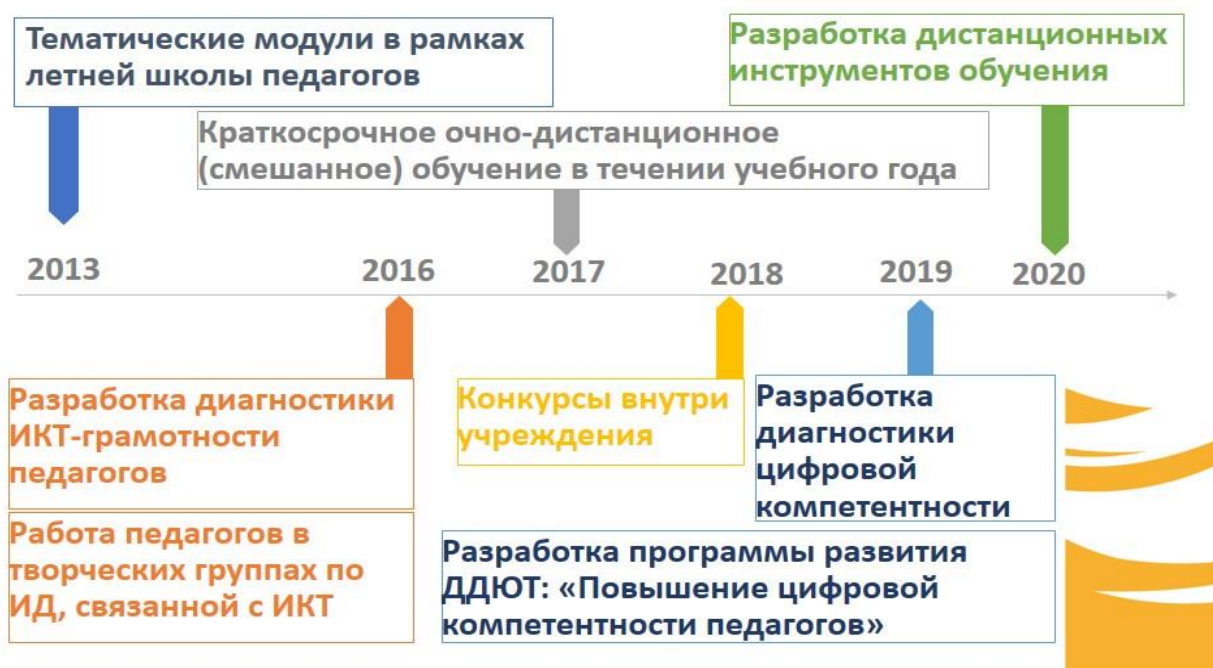 Тематические модули в рамках
летней школы педагогов
Разработка дистанционных
инструментов обучения
Краткосрочное очно-дистанционное
(смешанное) обучение в течении учебного года
2013
2016
2017
2018
2019
2020
Разработка диагностики
ИКТ-грамотности
педагогов
Работа педагогов в
творческих группах по
ИД, связанной с ИКТ
Конкурсы внутри
учреждения
Разработка
диагностики
цифровой
компетентности
Разработка программы развития
ДДЮТ: «Повышение цифровой
компетентности педагогов»